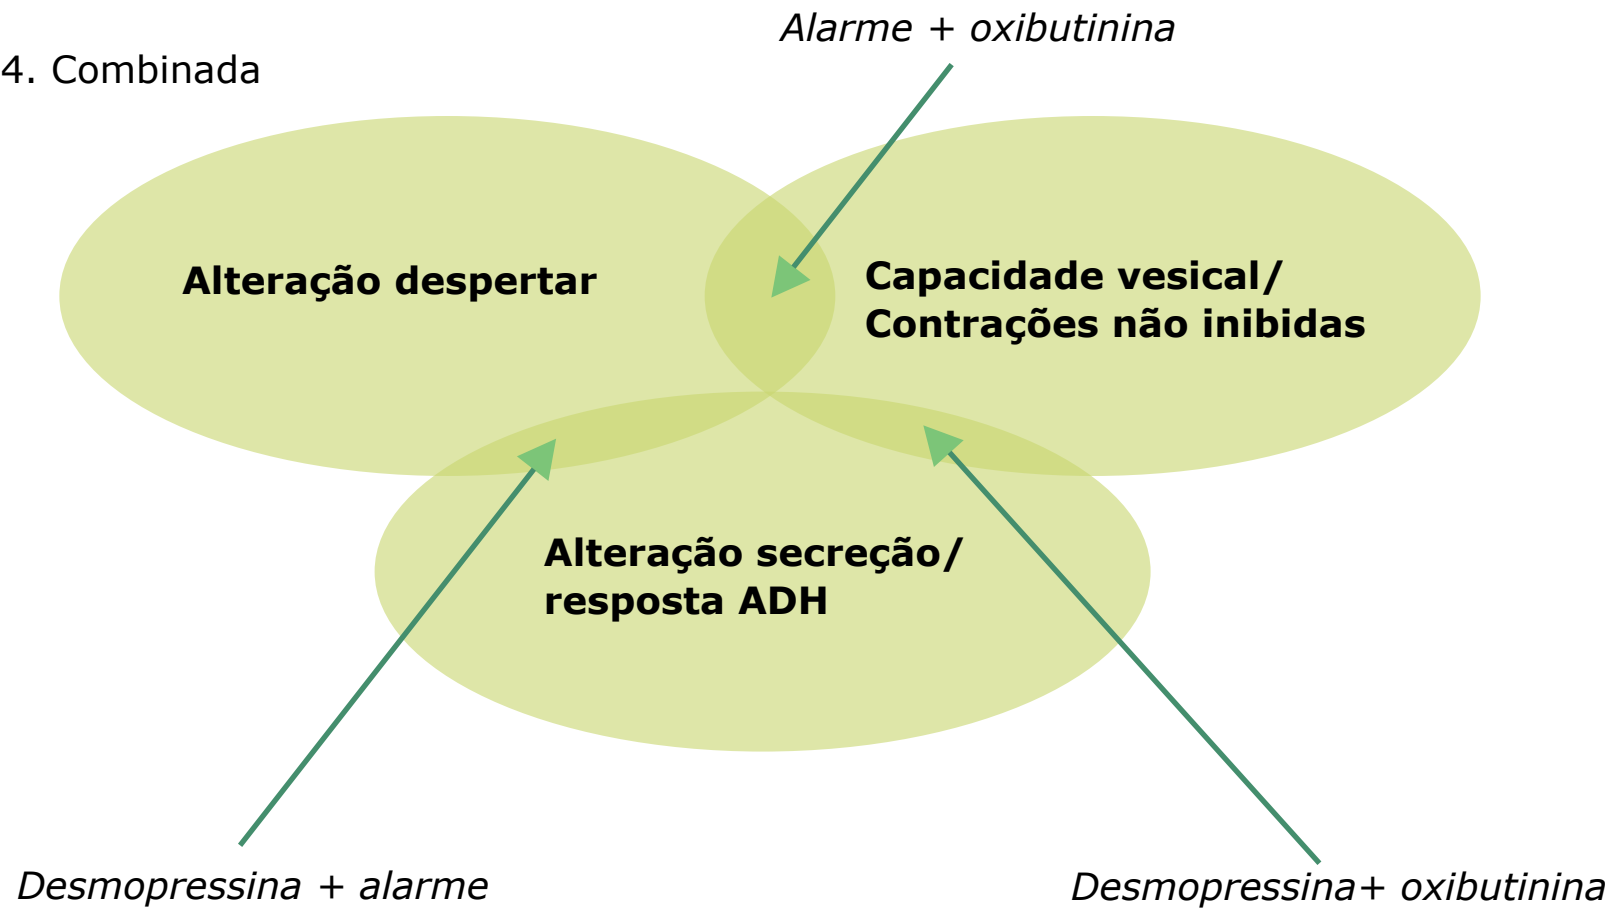 Alarme + oxibutinina
4. Combinada
Alteração despertar
Capacidade vesical/
Contrações não inibidas
Alteração secreção/
resposta ADH
Desmopressina + alarme
Desmopressina+ oxibutinina